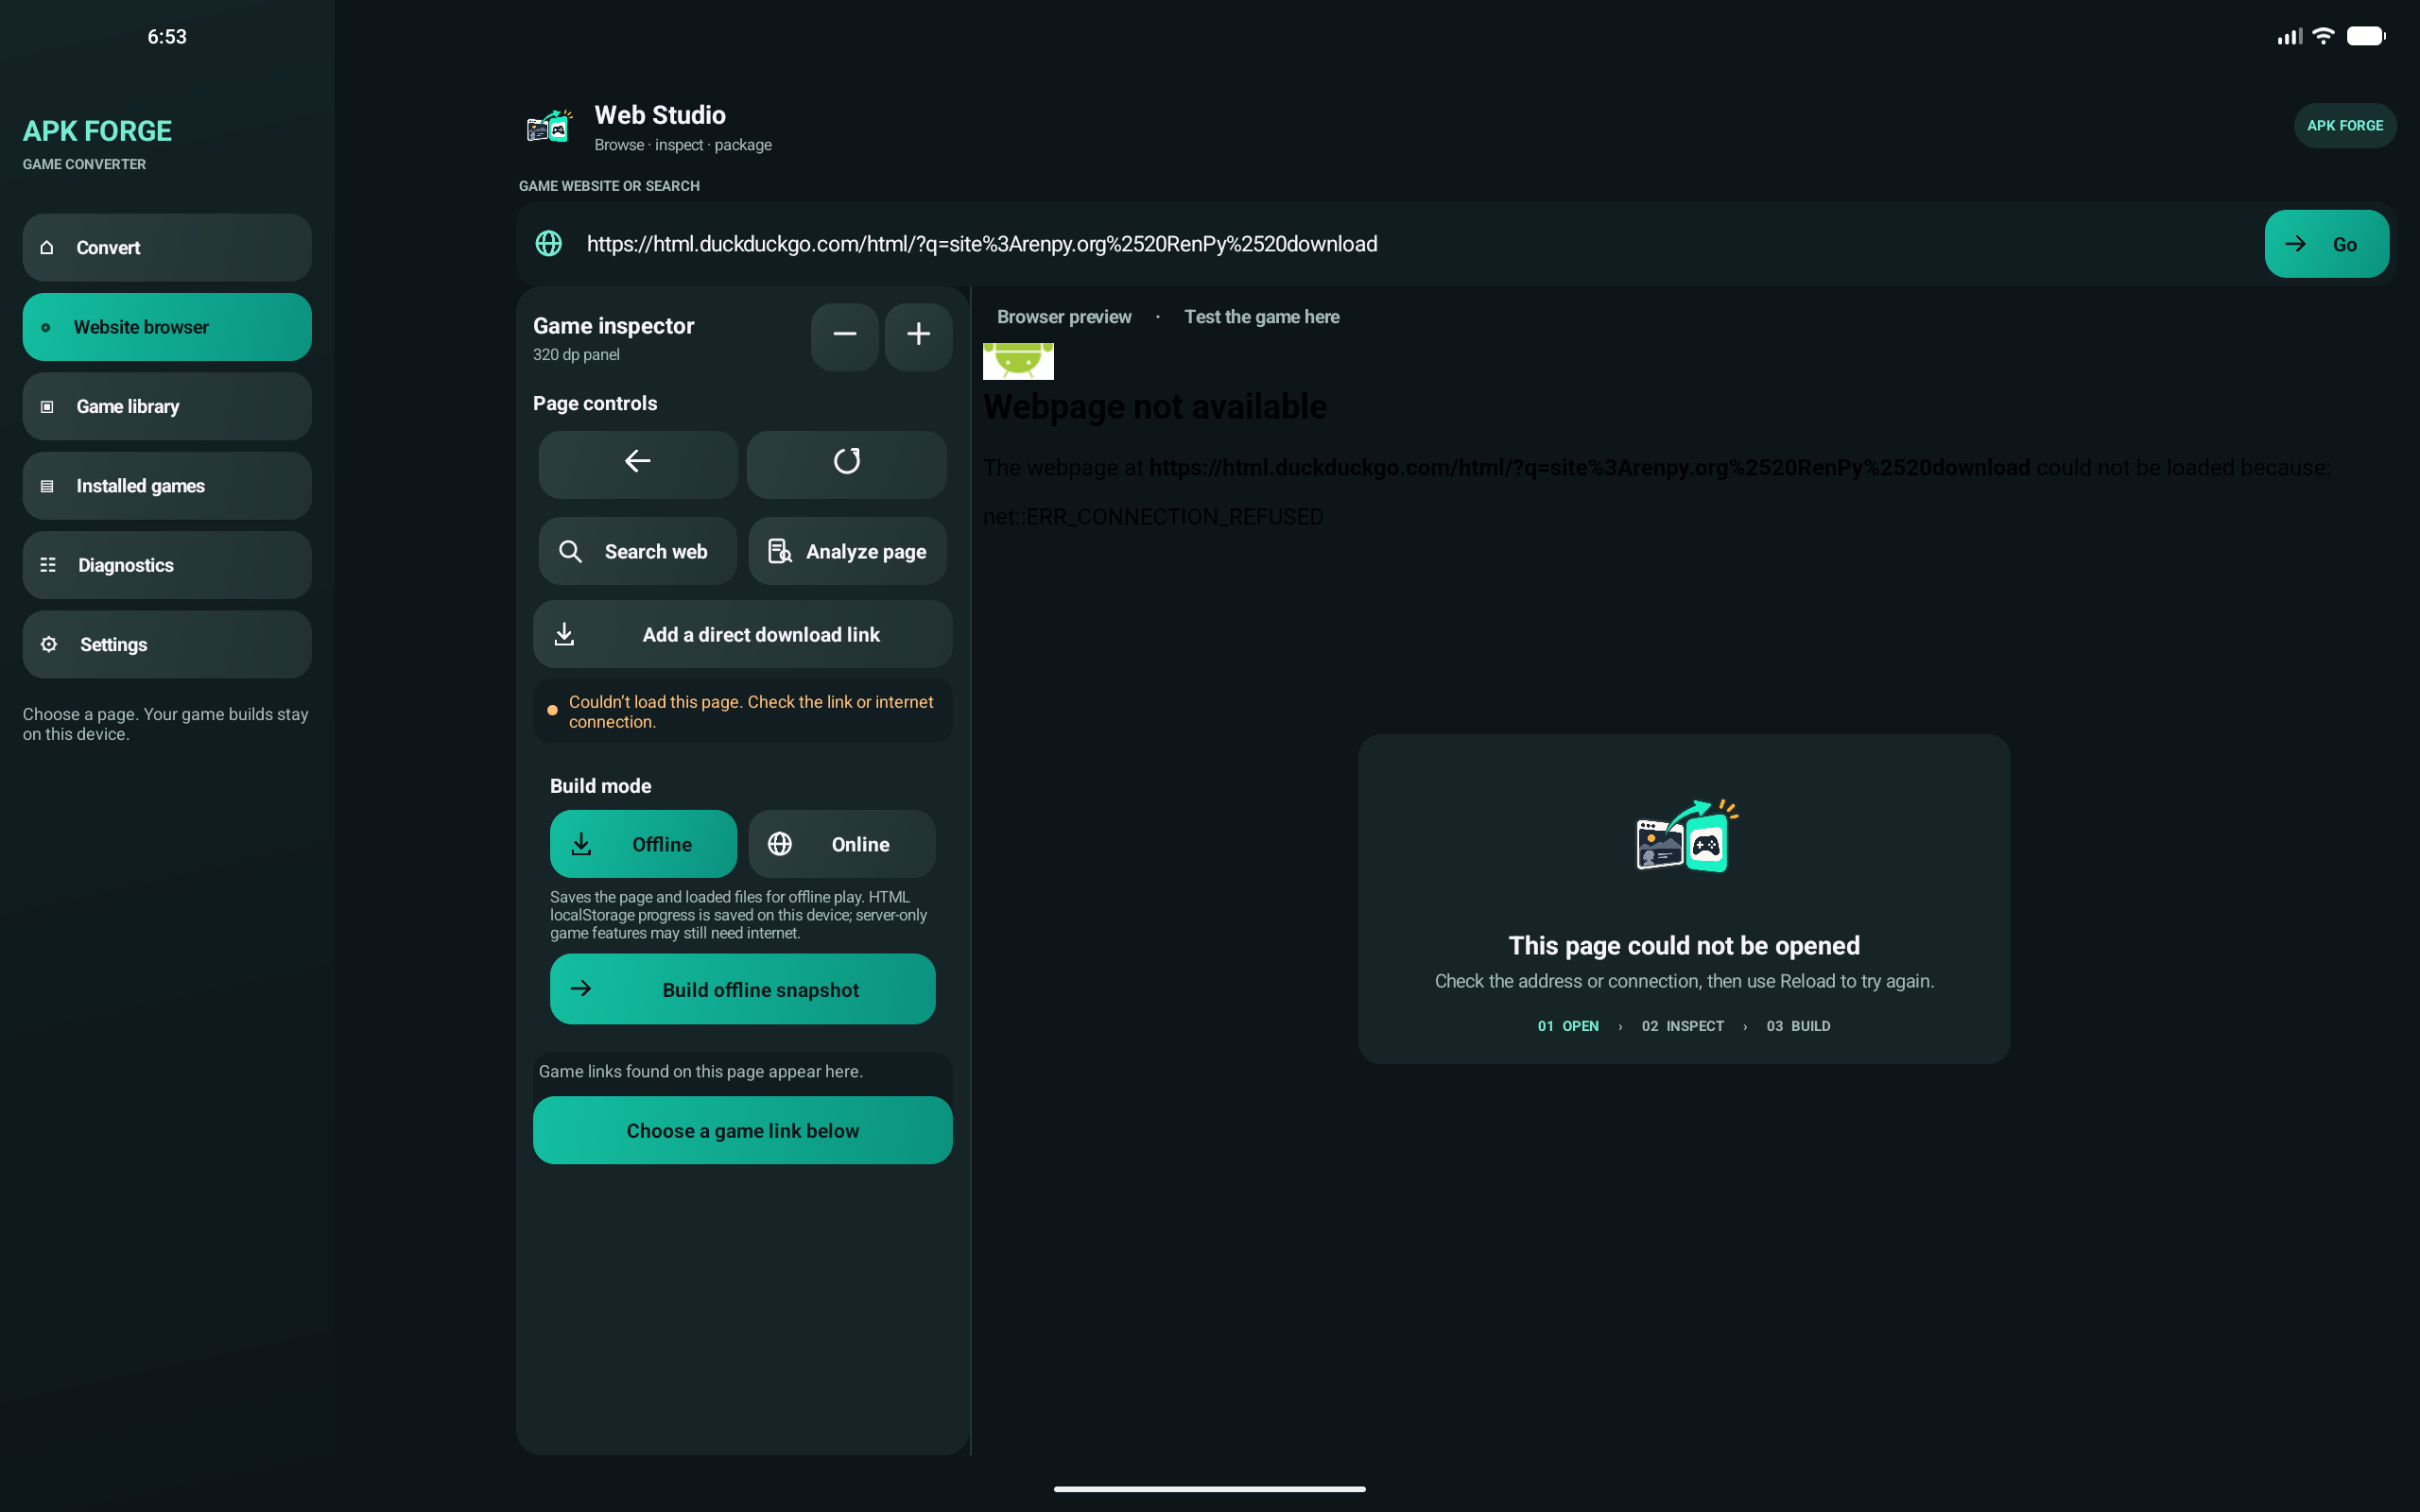 6:53
APK FORGE
GAME CONVERTER
Convert
Website browser
Game library
Installed games
Diagnostics
Settings
Choose a page. Your game builds stay
on this device.
Web Studio
Browse · inspect · package
APK FORGE
GAME WEBSITE OR SEARCH
https://html.duckduckgo.com/html/?q=site%3Arenpy.org%2520RenPy%2520download
Go
Game inspector
320 dp panel
Page controls
Search web
Analyze page
Add a direct download link
Couldn’t load this page. Check the link or internet
connection.
Build mode
Offline
Online
Saves the page and loaded files for offline play. HTML
localStorage progress is saved on this device; server-only
game features may still need internet.
Build offline snapshot
Game links found on this page appear here.
Choose a game link below
Browser preview · Test the game here
Webpage not available
The webpage at https://html.duckduckgo.com/html/?q=site%3Arenpy.org%2520RenPy%2520download could not be loaded because:
net::ERR_CONNECTION_REFUSED
This page could not be opened
Check the address or connection, then use Reload to try again.
01 OPEN › 02 INSPECT › 03 BUILD